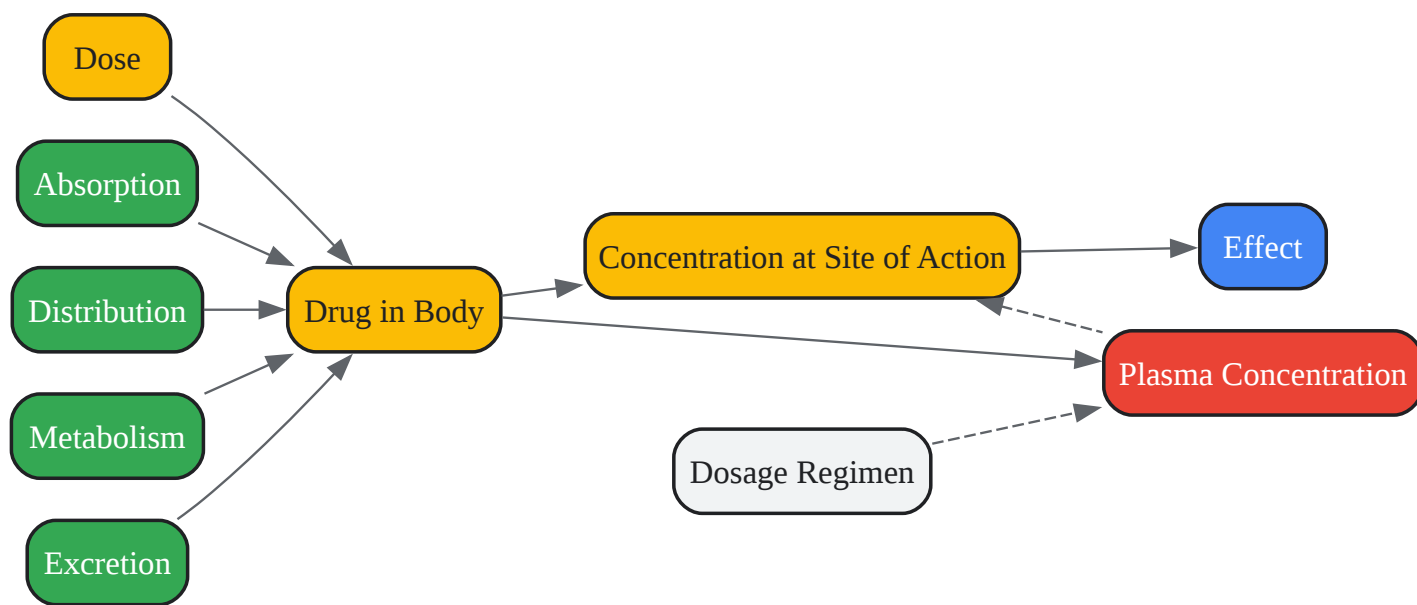 Dose
Absorption
Distribution
Metabolism
Excretion
Drug in Body
Concentration at Site of Action
Effect
Plasma Concentration
Dosage Regimen